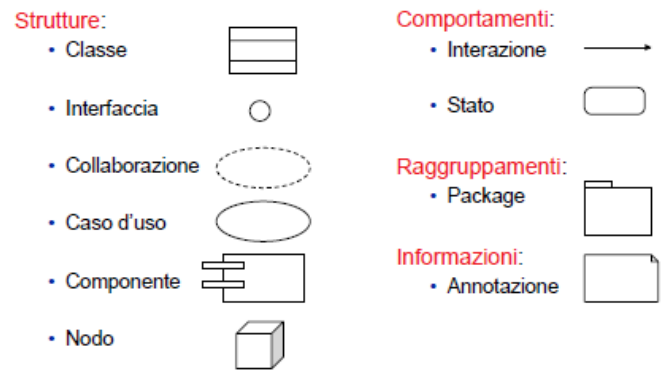 Strutture:
• Classe
• Interfaccia
• Collaborazione
• Caso d'uso
• Componente
• Nodo
Comportamenti:
• Interazione
• Stato
Raggruppamenti:
• Package
Informazioni:
• Annotazione